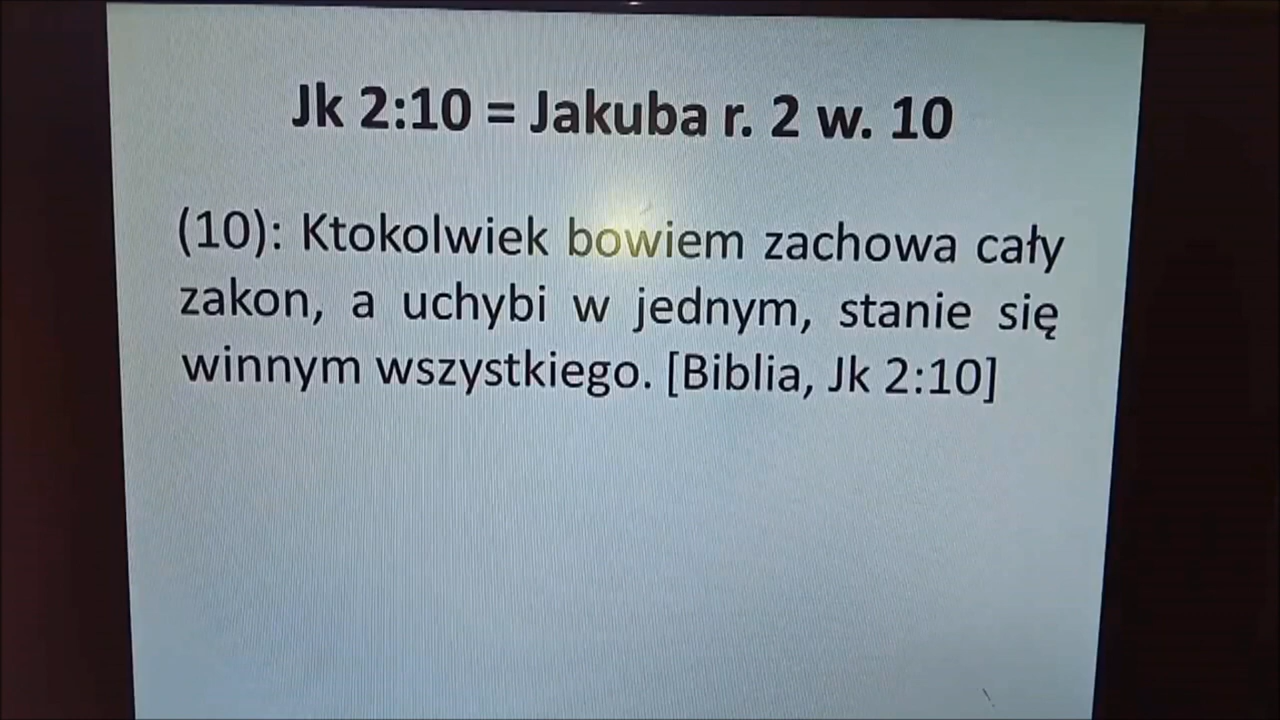 Jk 2:10 = Jakuba r. 2 w. 10
(10): Ktokolwiek bowiem zachowa cały
zakon, a uchybi w jednym, stanie się
winnym wszystkiego. [Biblia, Jk 2:10]